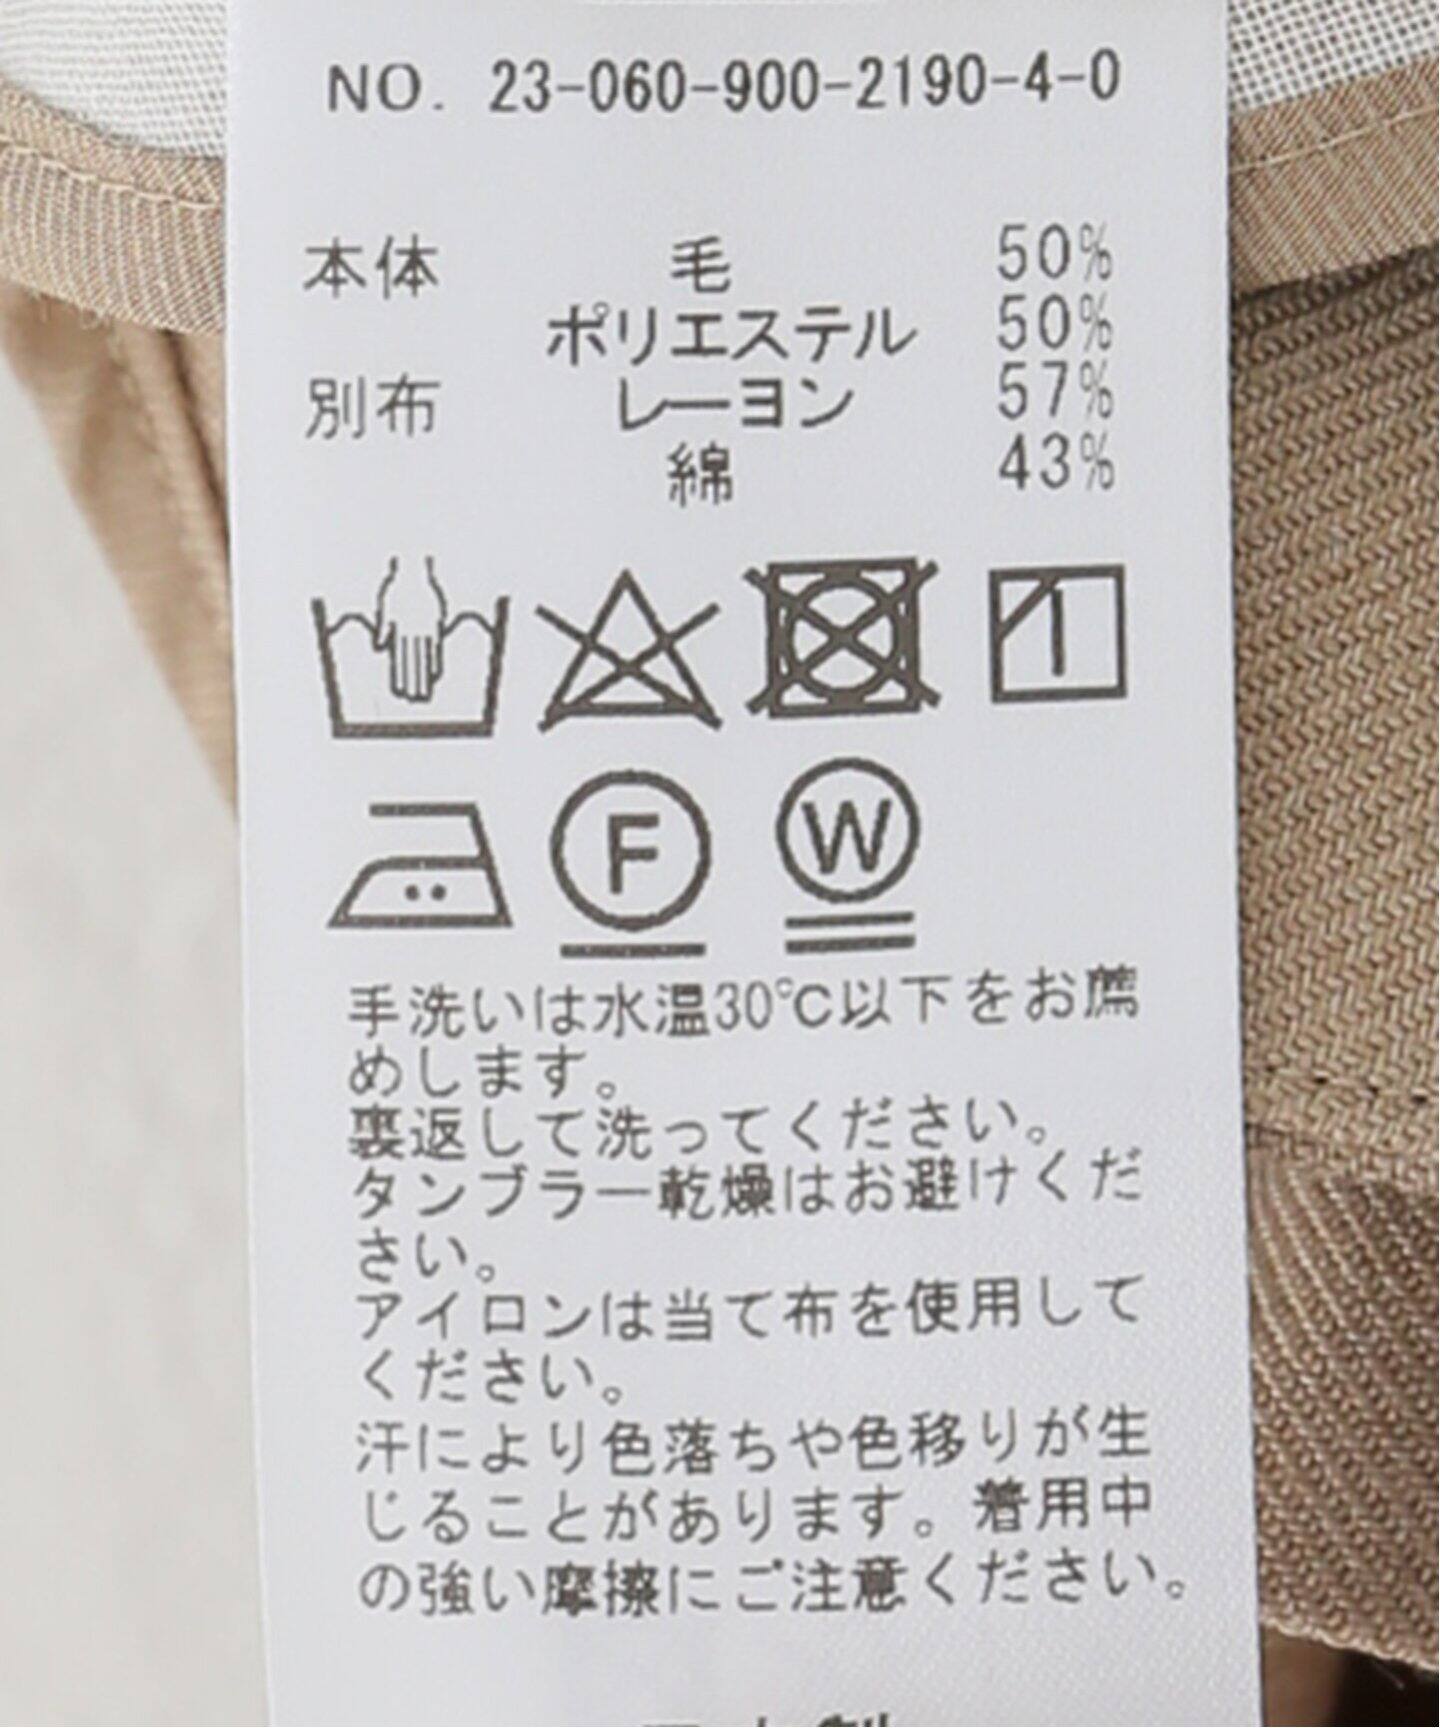 NO. 23-060-900-2190-4-0
本体 毛 50%
ポリエステル 50%
別布 レーヨン 57%
綿 43%
F W
手洗いは水温30℃以下をお薦
めします。
裏返して洗ってください。
タンブラー乾燥はお避けくだ
さい。
アイロンは当て布を使用して
ください。
汗により色落ちや色移りが生
じることがあります。着用中
の強い摩擦にご注意ください。